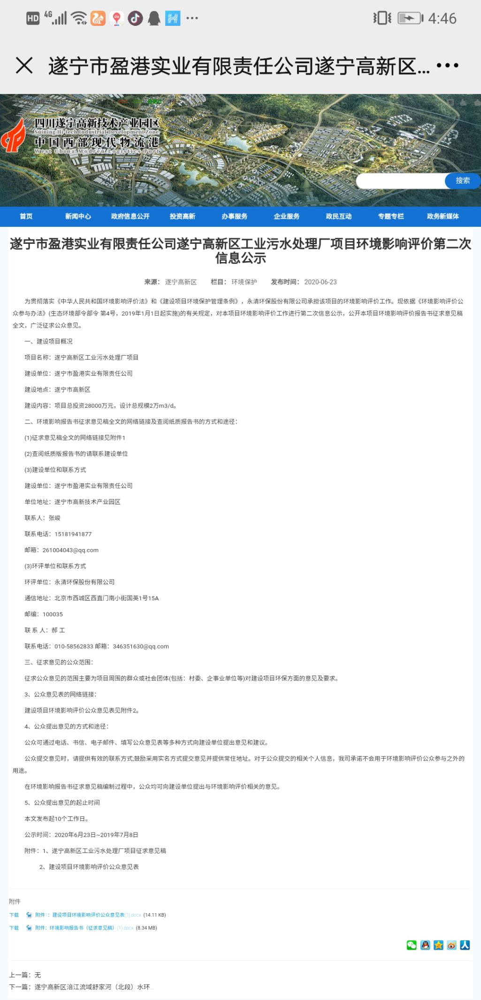 HD 4G 4:46
遂宁市盈港实业有限责任公司遂宁高新区...
2020年7月3日
四川遂宁高新技术产业园区
Suining Hi-tech Industrial Development Zone
中国西部现代物流港
West China Modren Logistics Port
搜索
首页 新闻中心 政府信息公开 投资高新 办事服务 企业服务 政民互动 专题专栏 政务新媒体
遂宁市盈港实业有限责任公司遂宁高新区工业污水处理厂项目环境影响评价第二次
信息公示
来源： 遂宁高新区 栏目： 环境保护 发布时间： 2020-06-23
为贯彻落实《中华人民共和国环境影响评价法》和《建设项目环境保护管理条例》，永清环保股份有限公司承担该项目的环境影响评价工作。现依据《环境影响评价公
众参与办法》(生态环境部令部令 第4号，2019年1月1日起实施)的有关规定，对本项目环境影响评价工作进行第二次信息公示，公开本项目环境影响评价报告书征求意见稿
全文，广泛征求公众意见。
一、建设项目概况
项目名称：遂宁高新区工业污水处理厂项目
建设单位：遂宁市盈港实业有限责任公司
建设地点：遂宁市高新区
建设内容：项目总投资28000万元，设计总规模2万m3/d。
二、环境影响报告书征求意见稿全文的网络链接及查阅纸质报告书的方式和途径：
(1)征求意见稿全文的网络链接见附件1
(2)查阅纸质版报告书的请联系建设单位
(3)建设单位和联系方式
建设单位：遂宁市盈港实业有限责任公司
单位地址：遂宁市高新技术产业园区
联系人：张峻
联系电话：15181941877
邮箱：261004043@qq.com
(3)环评单位和联系方式
环评单位：永清环保股份有限公司
通信地址：北京市西城区西直门南小街国英1号15A
邮编：100035
联 系 人：郝 工
联系电话：010-58562833 邮箱：346351630@qq.com
三、征求意见的公众范围：
征求公众意见的范围主要为项目周围的群众或社会团体(包括：村委、企事业单位等)对建设项目环保方面的意见及要求。
3、公众意见表的网络链接：
建设项目环境影响评价公众意见表见附件2。
4、公众提出意见的方式和途径：
公众可通过电话、书信、电子邮件、填写公众意见表等多种方式向建设单位提出意见和建议。
公众提交意见时，请提供有效的联系方式;鼓励采用实名方式提交意见并提供常住地址。对于公众提交的相关个人信息，我司承诺不会用于环境影响评价公众参与之外的
用途。
在环境影响报告书征求意见稿编制过程中，公众均可向建设单位提出与环境影响评价相关的意见。
5、公众提出意见的起止时间
本文发布起10个工作日。
公示时间：2020年6月23日~2019年7月8日
附件：1、遂宁高新区工业污水处理厂项目征求意见稿
2、建设项目环境影响评价公众意见表
附件
下载 附件1：建设项目环境影响评价公众意见表(1).docx (14.11 KB)
下载 附件：环境影响报告书（征求意见稿）(1).docx (8.34 MB)
上一篇：无
下一篇：遂宁高新区涪江流域舒家河（北段）水环...